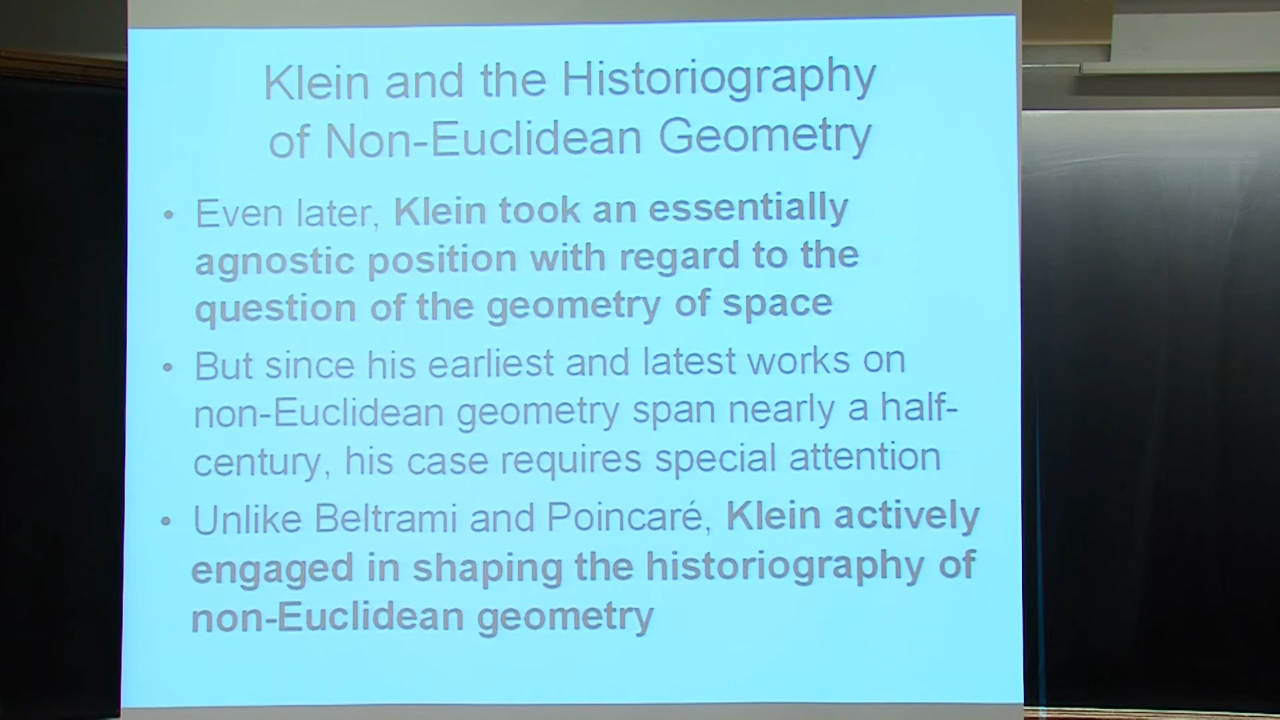 Klein and the Historiography
of Non-Euclidean Geometry
• Even later, Klein took an essentially
agnostic position with regard to the
question of the geometry of space
• But since his earliest and latest works on
non-Euclidean geometry span nearly a half-
century, his case requires special attention
• Unlike Beltrami and Poincaré, Klein actively
engaged in shaping the historiography of
non-Euclidean geometry